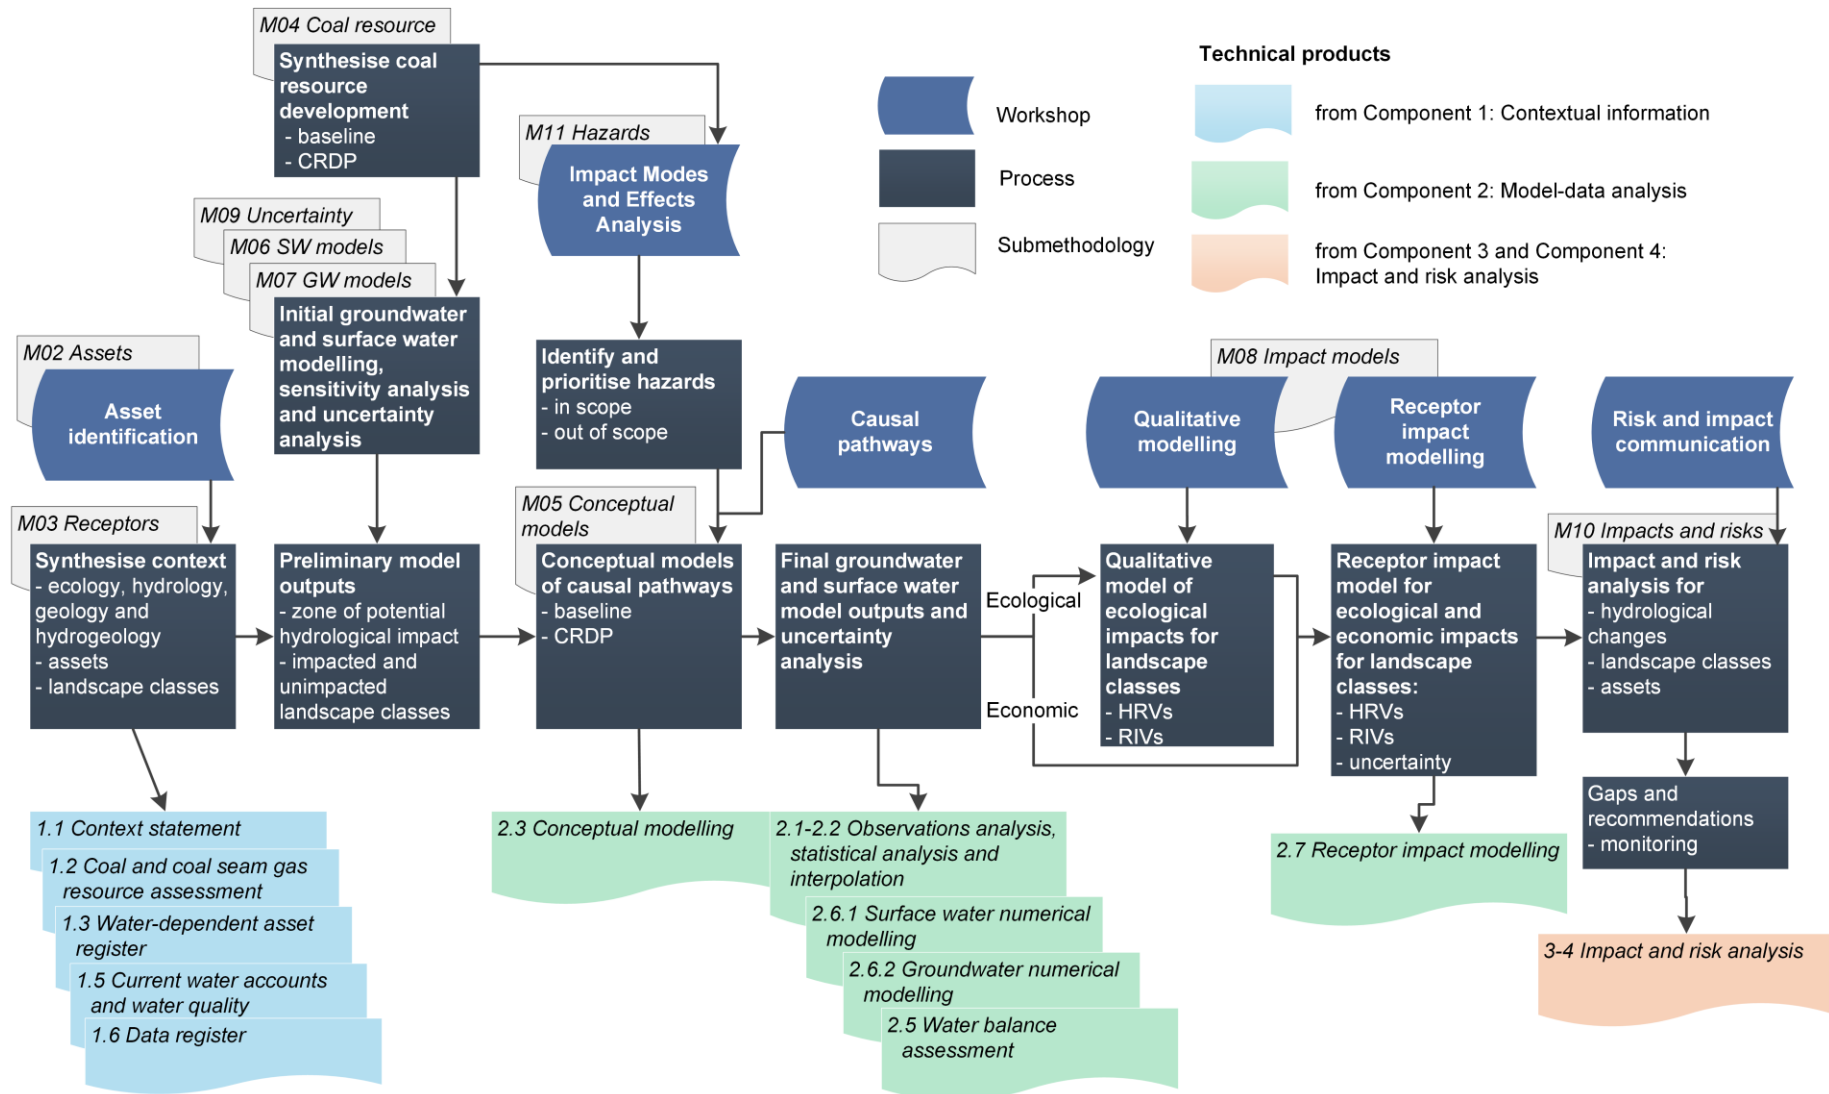 M04 Coal resource
Synthesise coal
resource
development
- baseline
- CRDP
M11 Hazards
Impact Modes
and Effects
Analysis
Workshop
Process
Submethodology
Technical products
from Component 1: Contextual information
from Component 2: Model-data analysis
from Component 3 and Component 4:
Impact and risk analysis
M09 Uncertainty
M06 SW models
M07 GW models
Initial groundwater
and surface water
modelling,
sensitivity analysis
and uncertainty
analysis
M02 Assets
Asset
identification
Identify and
prioritise hazards
- in scope
- out of scope
Causal
pathways
M08 Impact models
Qualitative
modelling
Receptor
impact
modelling
Risk and impact
communication
M03 Receptors
Synthesise context
- ecology, hydrology,
geology and
hydrogeology
- assets
- landscape classes
Preliminary model
outputs
- zone of potential
hydrological impact
- impacted and
unimpacted
landscape classes
M05 Conceptual
models
Conceptual models
of causal pathways
- baseline
- CRDP
Final groundwater
and surface water
model outputs and
uncertainty
analysis
Ecological
Economic
Qualitative
model of
ecological
impacts for
landscape
classes
- HRVs
- RIVs
Receptor impact
model for
ecological and
economic impacts
for landscape
classes:
- HRVs
- RIVs
- uncertainty
M10 Impacts and risks
Impact and risk
analysis for
- hydrological
changes
- landscape classes
- assets
Gaps and
recommendations
- monitoring
1.1 Context statement
1.2 Coal and coal seam gas
resource assessment
1.3 Water-dependent asset
register
1.5 Current water accounts
and water quality
1.6 Data register
2.3 Conceptual modelling
2.1-2.2 Observations analysis,
statistical analysis and
interpolation
2.6.1 Surface water numerical
modelling
2.6.2 Groundwater numerical
modelling
2.5 Water balance
assessment
2.7 Receptor impact modelling
3-4 Impact and risk analysis